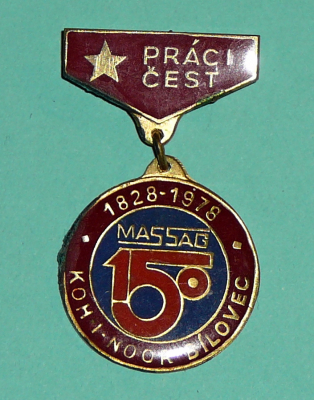 PRÁCI
ČEST
1828-1978
MASSAG
150
KOH-I-NOOR BÍLOVEC